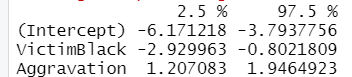 2.5 % 97.5 %
(Intercept) -6.171218 -3.7937756
VictimBlack -2.929963 -0.8021809
Aggravation 1.207083 1.9464923